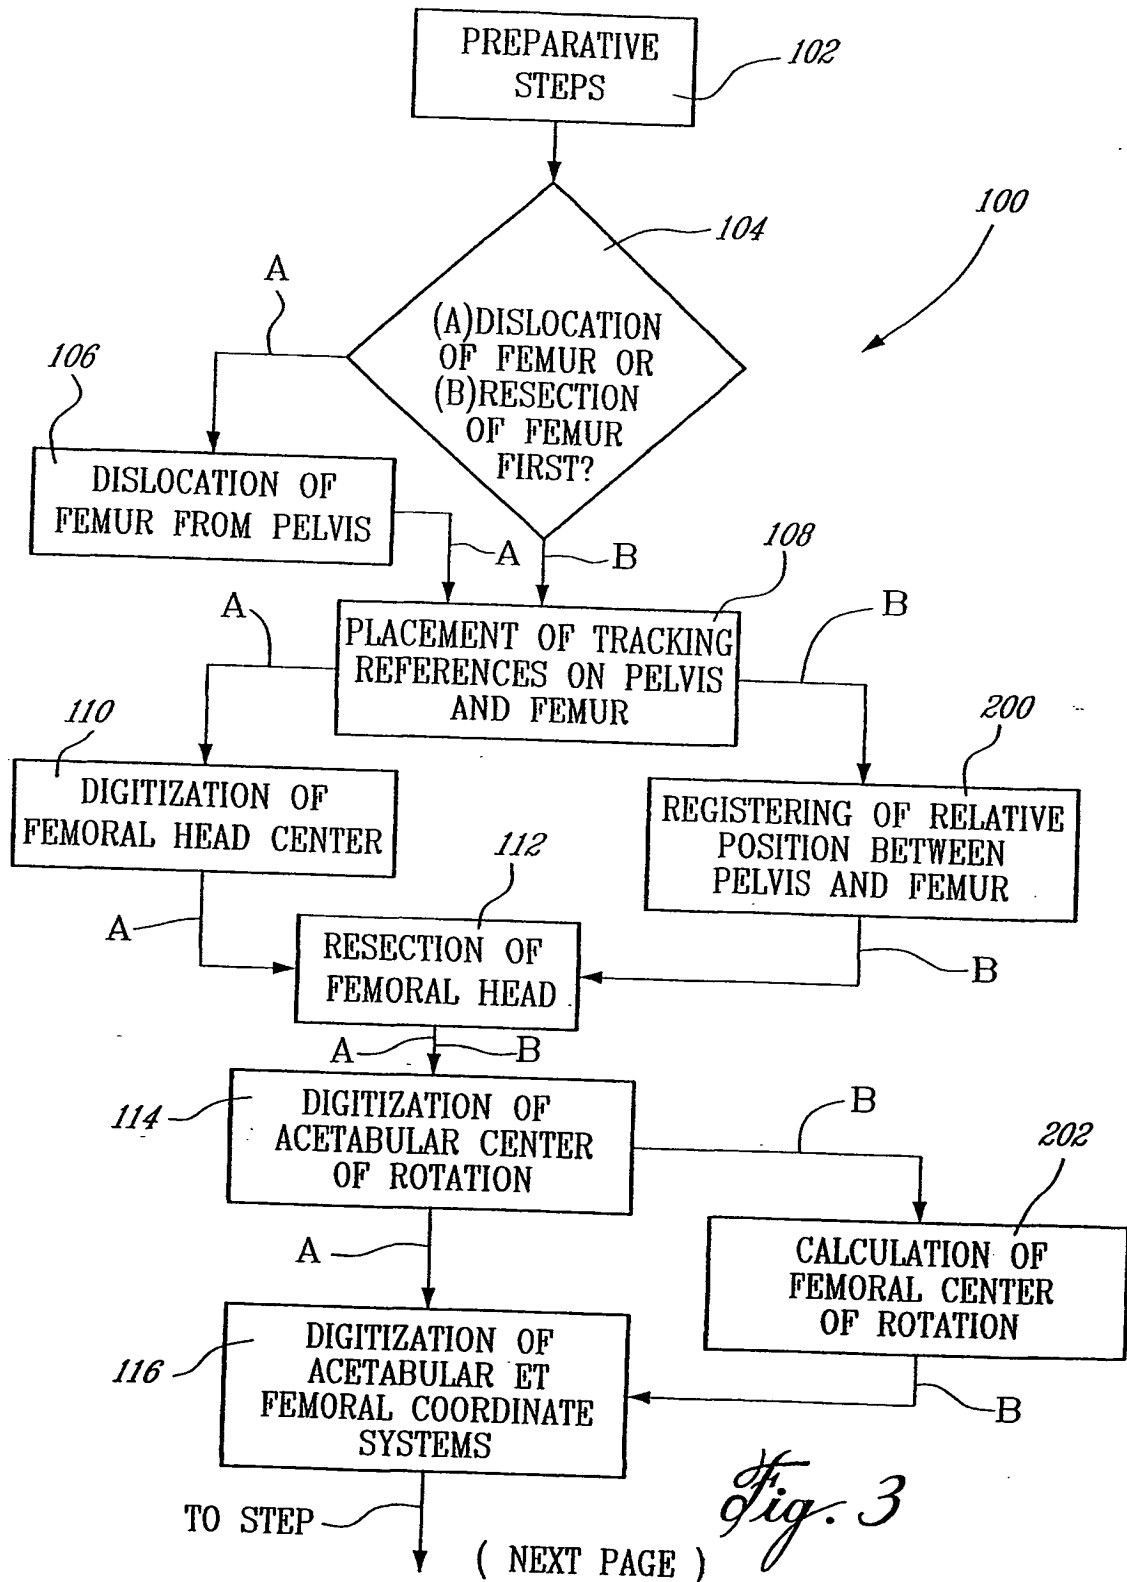 PREPARATIVE
STEPS
102
104
100
A
(A)DISLOCATION
OF FEMUR OR
(B)RESECTION
OF FEMUR
FIRST?
106
DISLOCATION OF
FEMUR FROM PELVIS
A
B
108
A
PLACEMENT OF TRACKING
REFERENCES ON PELVIS
AND FEMUR
B
110
DIGITIZATION OF
FEMORAL HEAD CENTER
200
REGISTERING OF RELATIVE
POSITION BETWEEN
PELVIS AND FEMUR
112
A
RESECTION OF
FEMORAL HEAD
B
A
B
114
DIGITIZATION OF
ACETABULAR CENTER
OF ROTATION
B
202
A
CALCULATION OF
FEMORAL CENTER
OF ROTATION
116
DIGITIZATION OF
ACETABULAR ET
FEMORAL COORDINATE
SYSTEMS
B
TO STEP
( NEXT PAGE )
Fig. 3